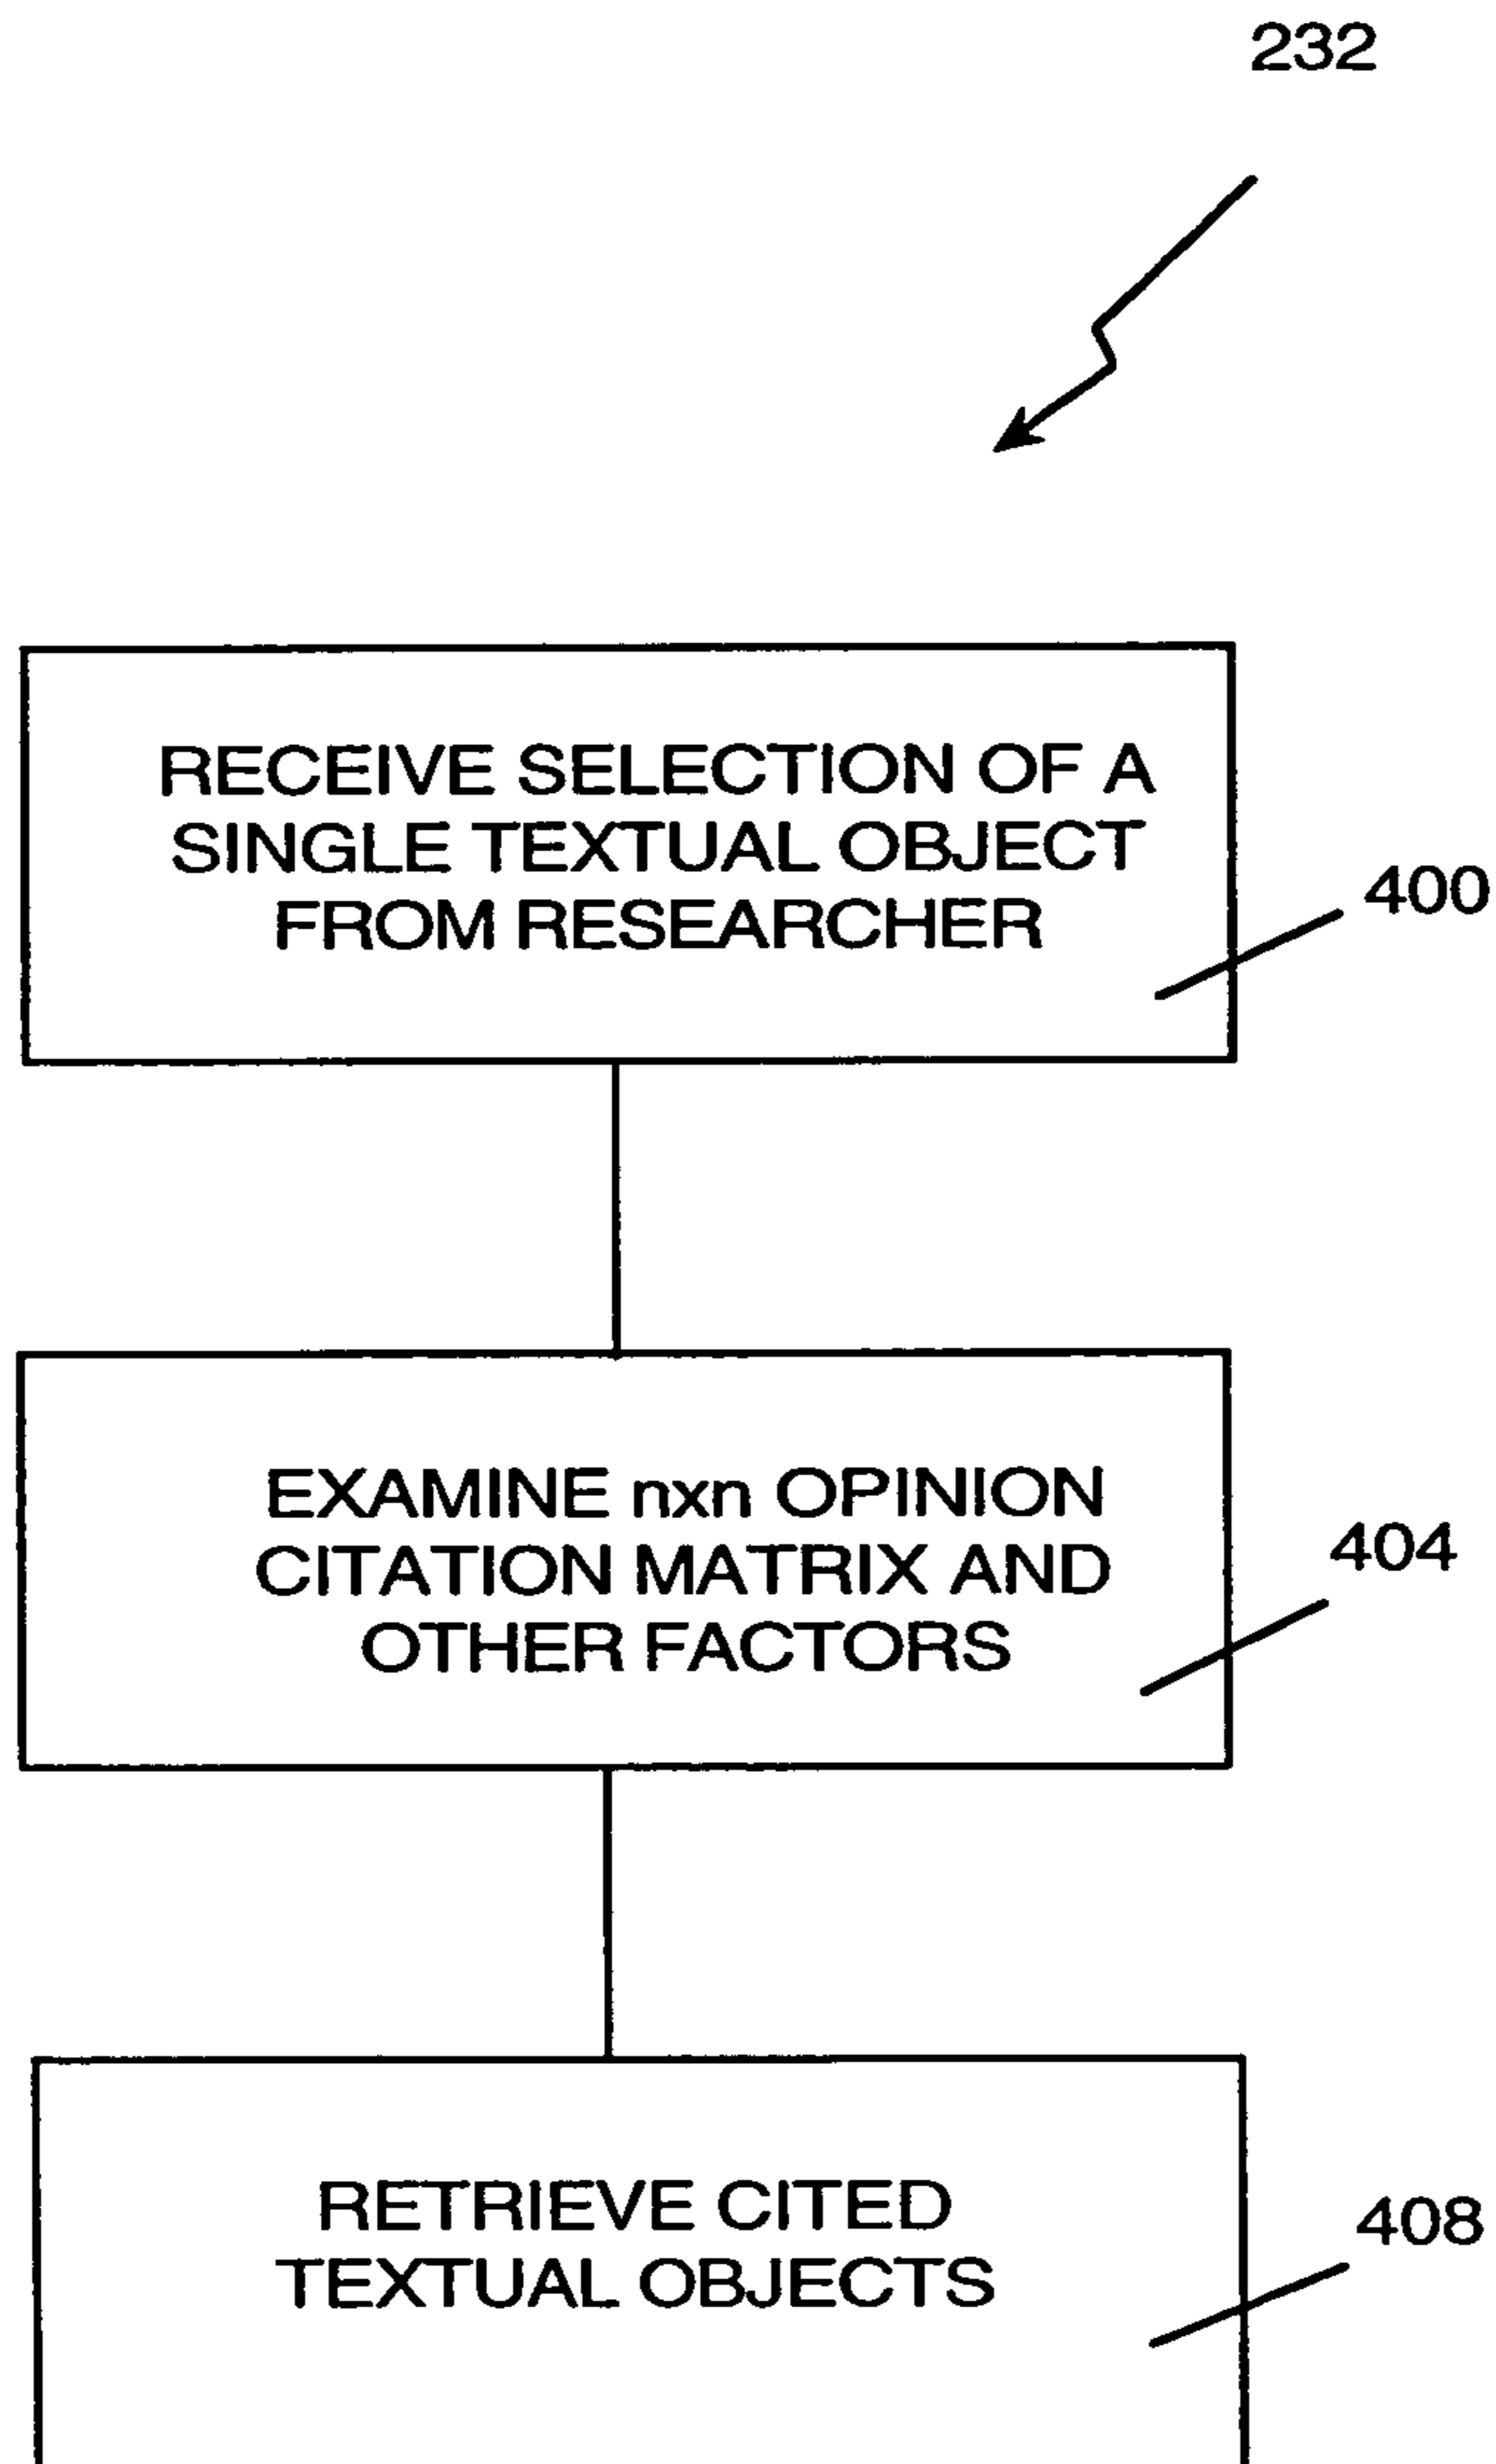 232
RECEIVE SELECTION OF A
SINGLE TEXTUAL OBJECT
FROM RESEARCHER
400
EXAMINE nxn OPINION
CITATION MATRIX AND
OTHER FACTORS
404
RETRIEVE CITED
TEXTUAL OBJECTS
408